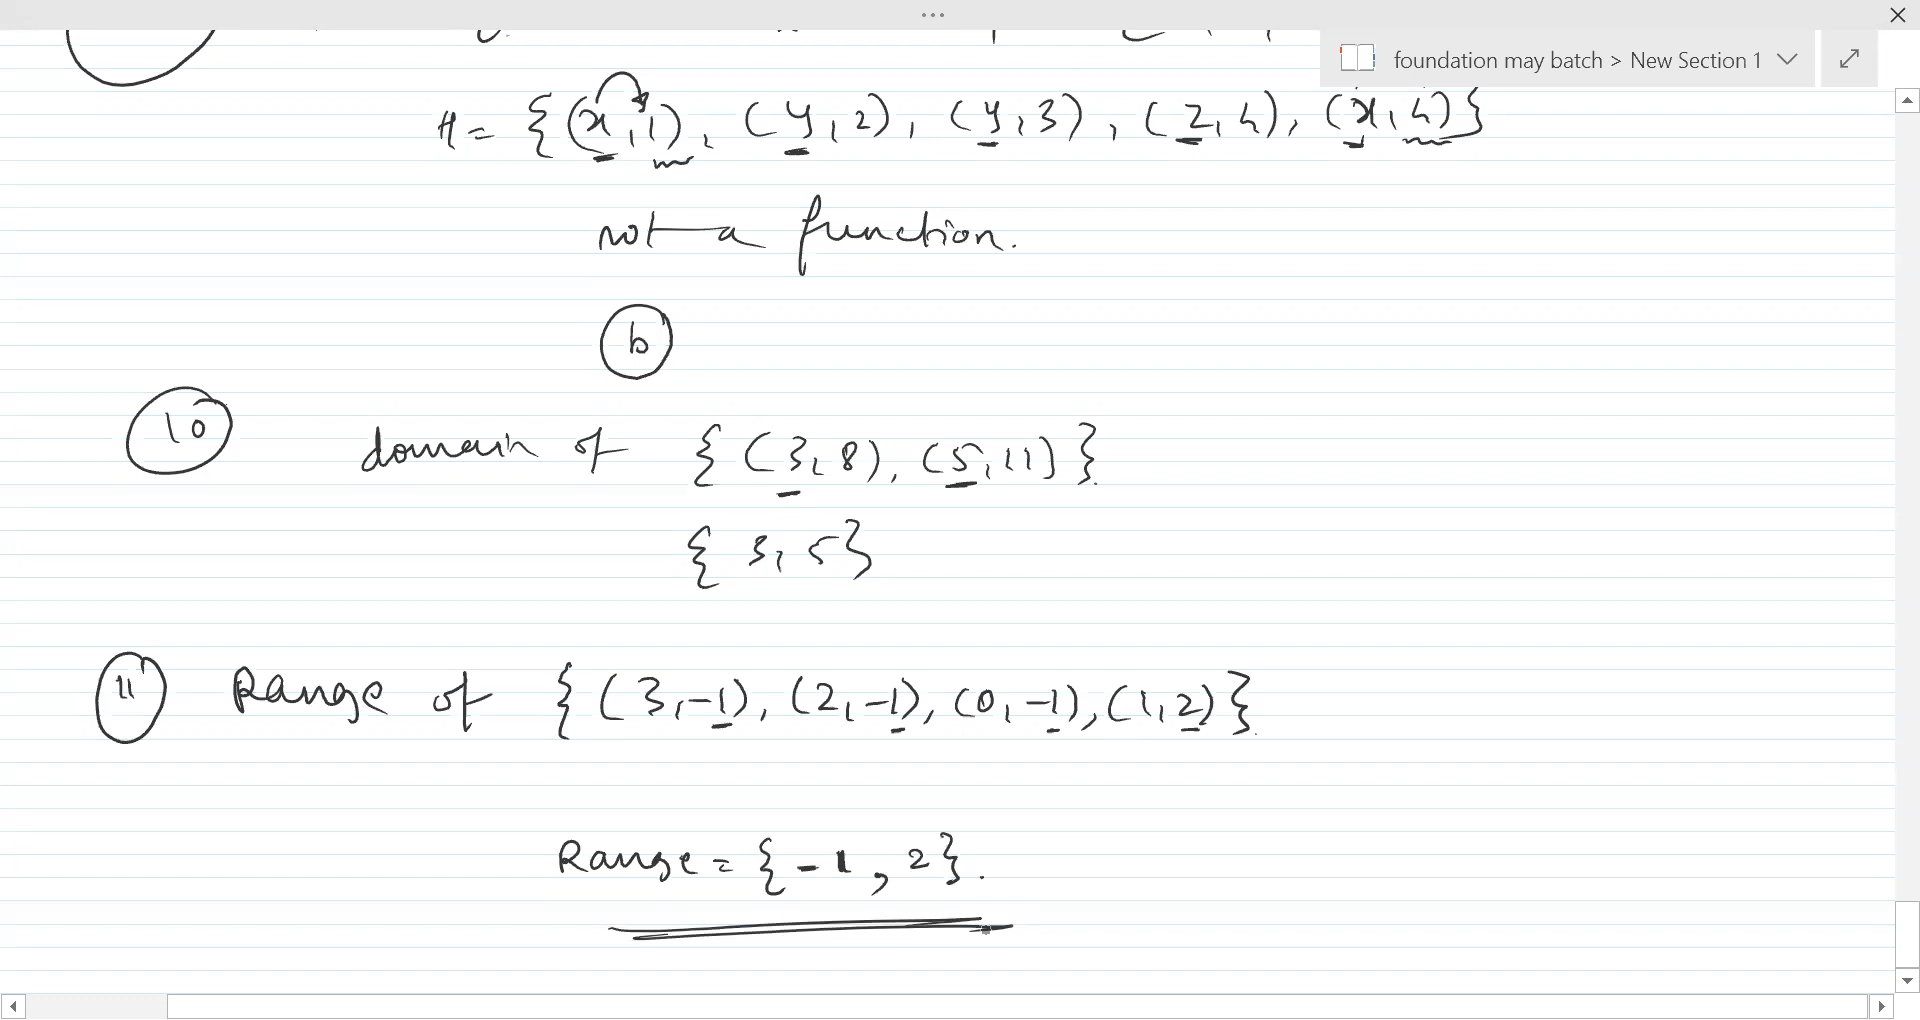 foundation may batch > New Section 1
H = {(x, 1), (y, 2), (y, 3), (z, 4), (x, 4)}
not a function.
b
10 domain of {(3, 8), (5, 11)}
{3, 5}
11 Range of {(3, -1), (2, -1), (0, -1), (1, 2)}
Range = {-1, 2}.